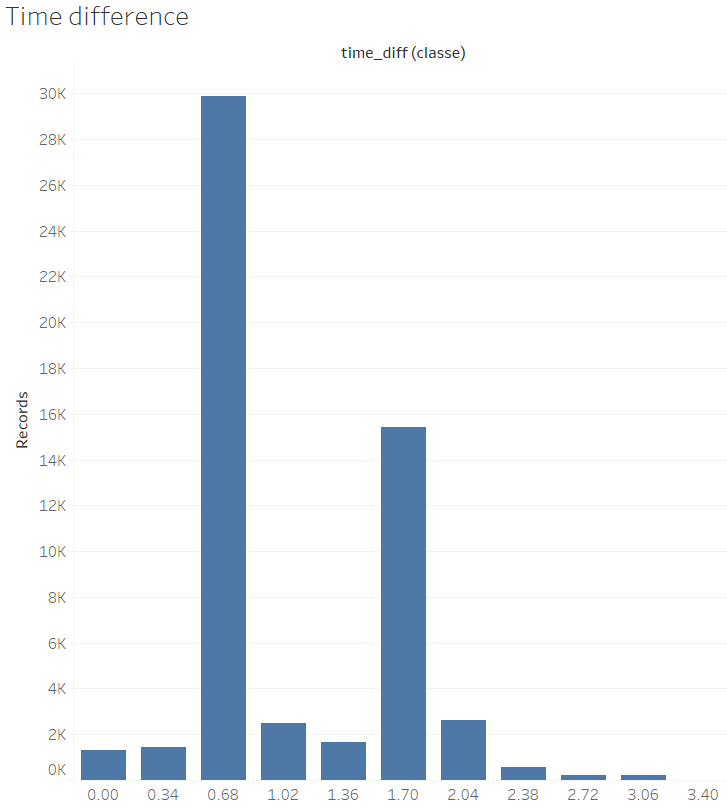 Time difference
time_diff (classe)
30K
28K
26K
24K
22K
20K
18K
16K
14K
12K
10K
8K
6K
4K
2K
0K
Records
0.00 0.34 0.68 1.02 1.36 1.70 2.04 2.38 2.72 3.06 3.40